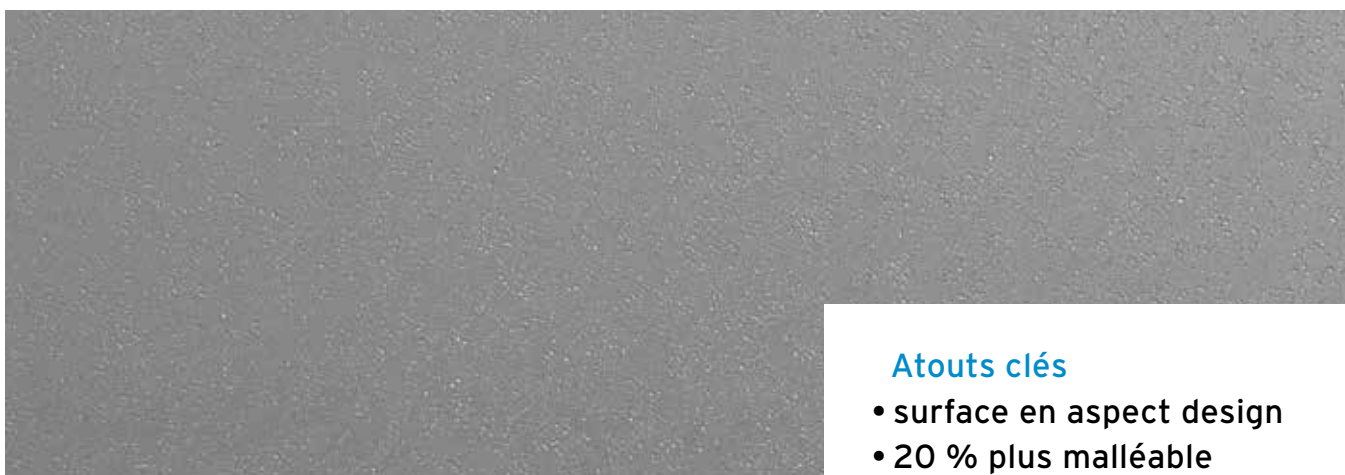 Atouts clés
• surface en aspect design
• 20 % plus malléable